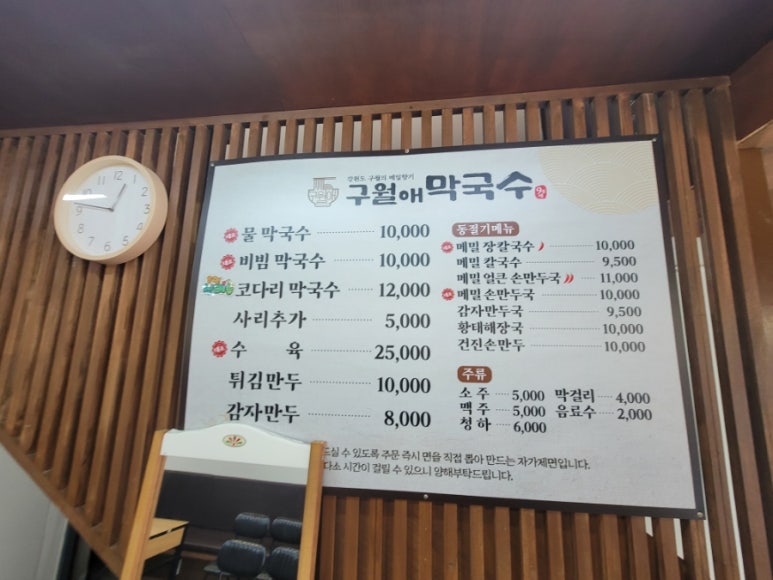 강원도 구월의 메밀향기
구월애 막국수
물 막국수 10,000
비빔 막국수 10,000
코다리 막국수 12,000
사리추가 5,000
수 육 25,000
튀김만두 10,000
감자만두 8,000
동절기메뉴
메밀 장칼국수 10,000
메밀 칼국수 9,500
메밀 얼큰 손만두국 11,000
메밀 손만두국 10,000
감자만두국 9,500
황태해장국 10,000
건진손만두 10,000
주류
소 주 5,000 막걸리 4,000
맥 주 5,000 음료수 2,000
청 하 6,000
드실 수 있도록 주문 즉시 면을 직접 뽑아 만드는 자가제면입니다.
다소 시간이 걸릴 수 있으니 양해부탁드립니다.